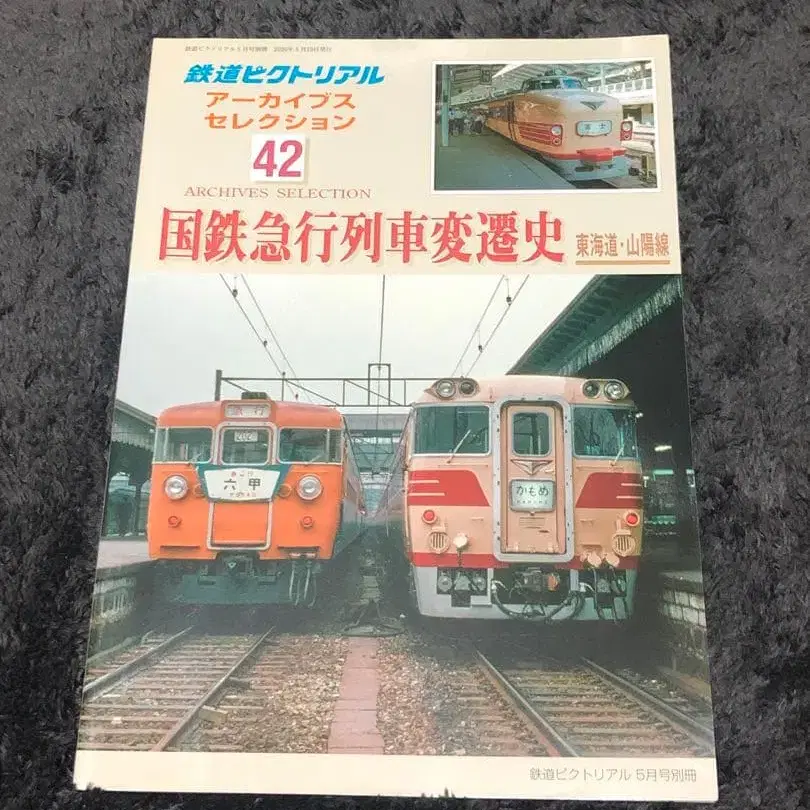 鉄道ピクトリアル
アーカイブス
セレクション
42
ARCHIVES SELECTION
国鉄急行列車変遷史 東海道・山陽線
富士
急行
六甲
かもめ
鉄道ピクトリアル 5月号別冊